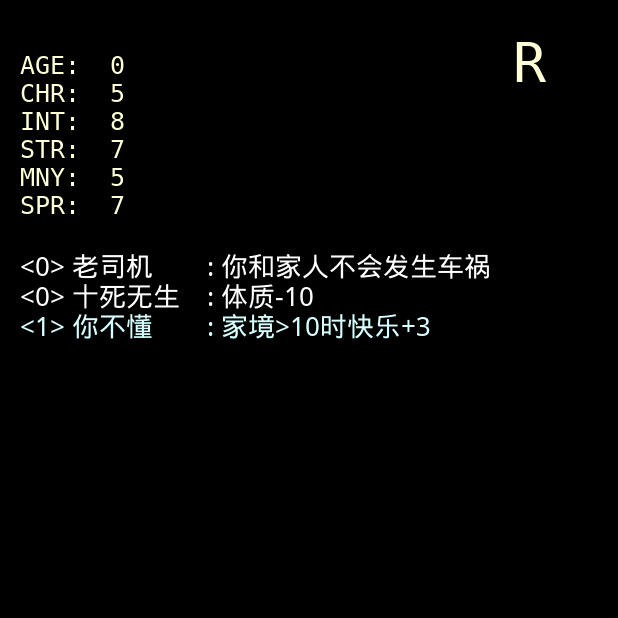 R
AGE: 0
CHR: 5
INT: 8
STR: 7
MNY: 5
SPR: 7
<0> 老司机 : 你和家人不会发生车祸
<0> 十死无生 : 体质-10
<1> 你不懂 : 家境>10时快乐+3